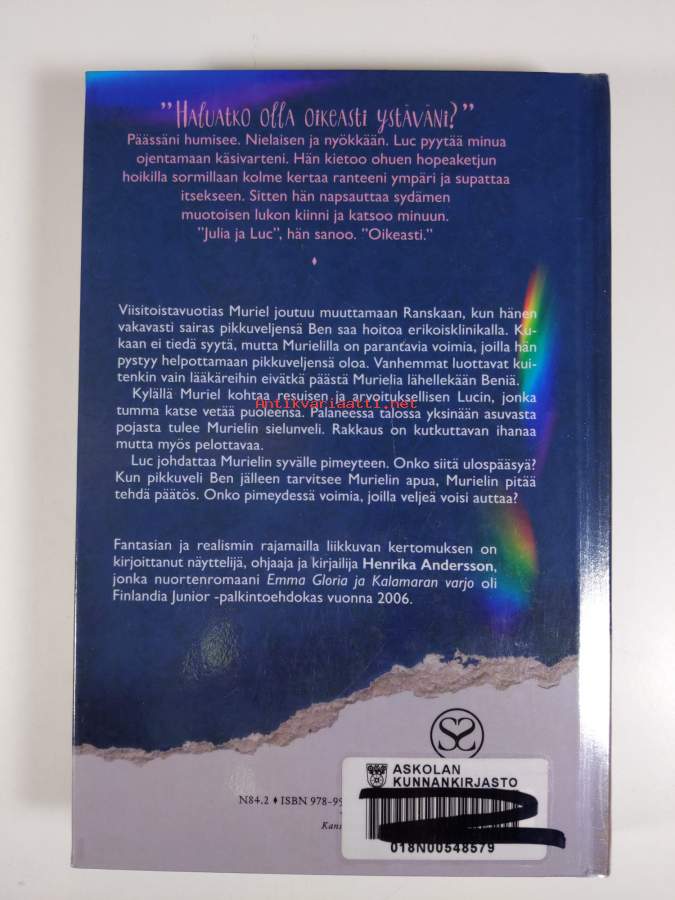 "Haluatko olla oikeasti ystäväni?"
Päässäni humisee. Nielaisen ja nyökkään. Luc pyytää minua
ojentamaan käsivarteni. Hän kietoo ohuen hopeaketjun
hoikilla sormillaan kolme kertaa ranteeni ympäri ja supattaa
itsekseen. Sitten hän napsauttaa sydämen
muotoisen lukon kiinni ja katsoo minuun.
"Julia ja Luc", hän sanoo. "Oikeasti."
Viisitoistavuotias Muriel joutuu muuttamaan Ranskaan, kun hänen
vakavasti sairas pikkuveljensä Ben saa hoitoa erikoisklinikalla. Ku-
kaan ei tiedä syytä, mutta Murielilla on parantavia voimia, joilla hän
pystyy helpottamaan pikkuveljensä oloa. Vanhemmat luottavat kui-
tenkin vain lääkäreihin eivätkä päästä Murielia lähellekään Beniä.
Kylällä Muriel kohtaa resuisen ja arvoituksellisen Lucin, jonka
tumma katse vetää puoleensa. Palaneessa talossa yksinään asuvasta
pojasta tulee Murielin sielunveli. Rakkaus on kutkuttavan ihanaa
mutta myös pelottavaa.
Luc johdattaa Murielin syvälle pimeyteen. Onko siitä ulospääsyä?
Kun pikkuveli Ben jälleen tarvitsee Murielin apua, Murielin pitää
tehdä päätös. Onko pimeydessä voimia, joilla veljeä voisi auttaa?
Antikvariaatti.net
Fantasian ja realismin rajamailla liikkuvan kertomuksen on
kirjoittanut näyttelijä, ohjaaja ja kirjailija Henrika Andersson,
jonka nuortenromaani Emma Gloria ja Kalamaran varjo oli
Finlandia Junior -palkintoehdokas vuonna 2006.
ASKOLAN
KUNNANKIRJASTO
N84.2 ♦ ISBN 978-95
Kans
018N00548579